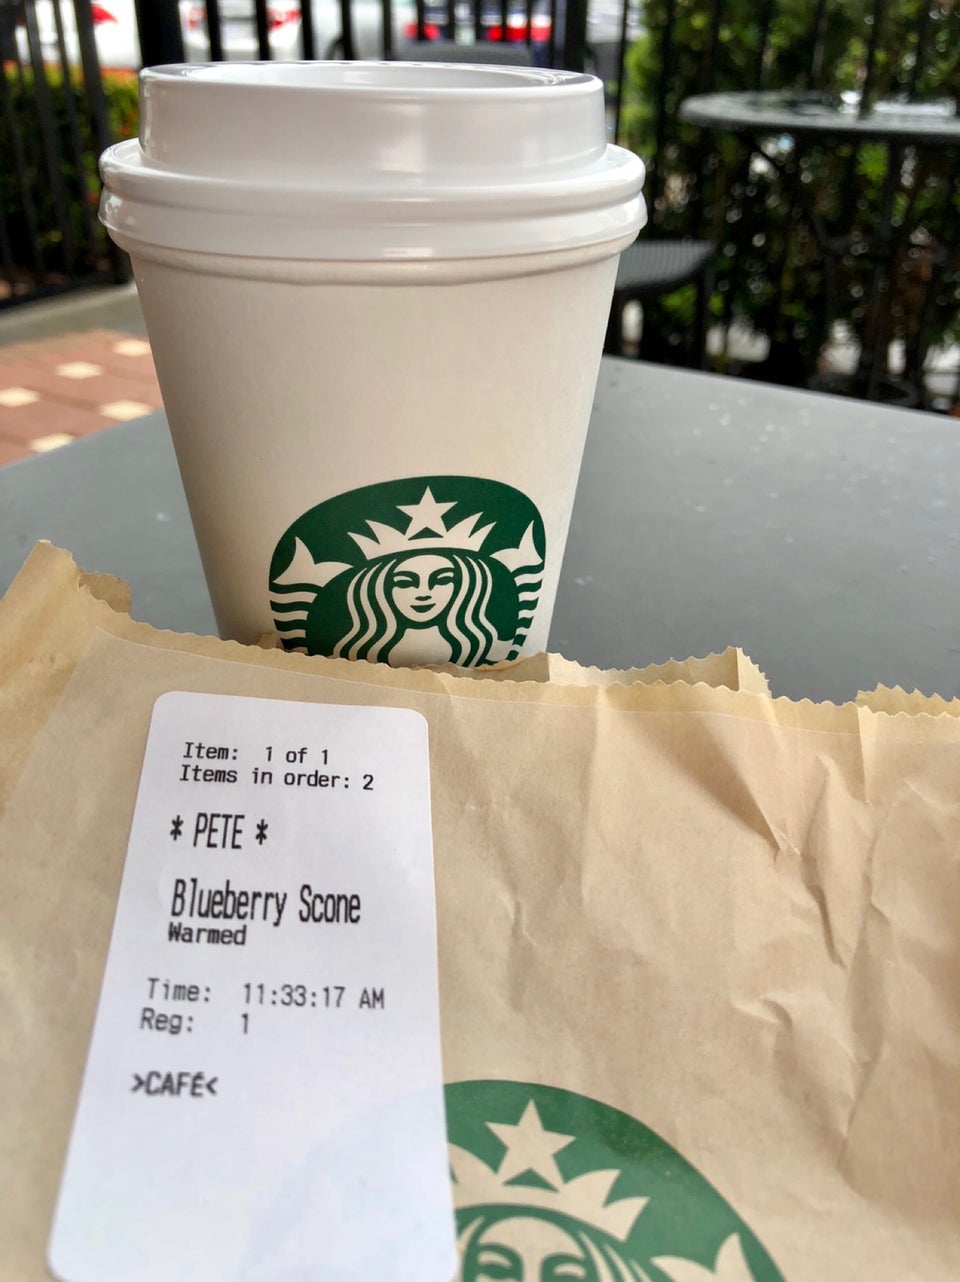 Item: 1 of 1
Items in order: 2
* PETE *
Blueberry Scone
Warmed
Time: 11:33:17 AM
Reg: 1
>CAFÉ<